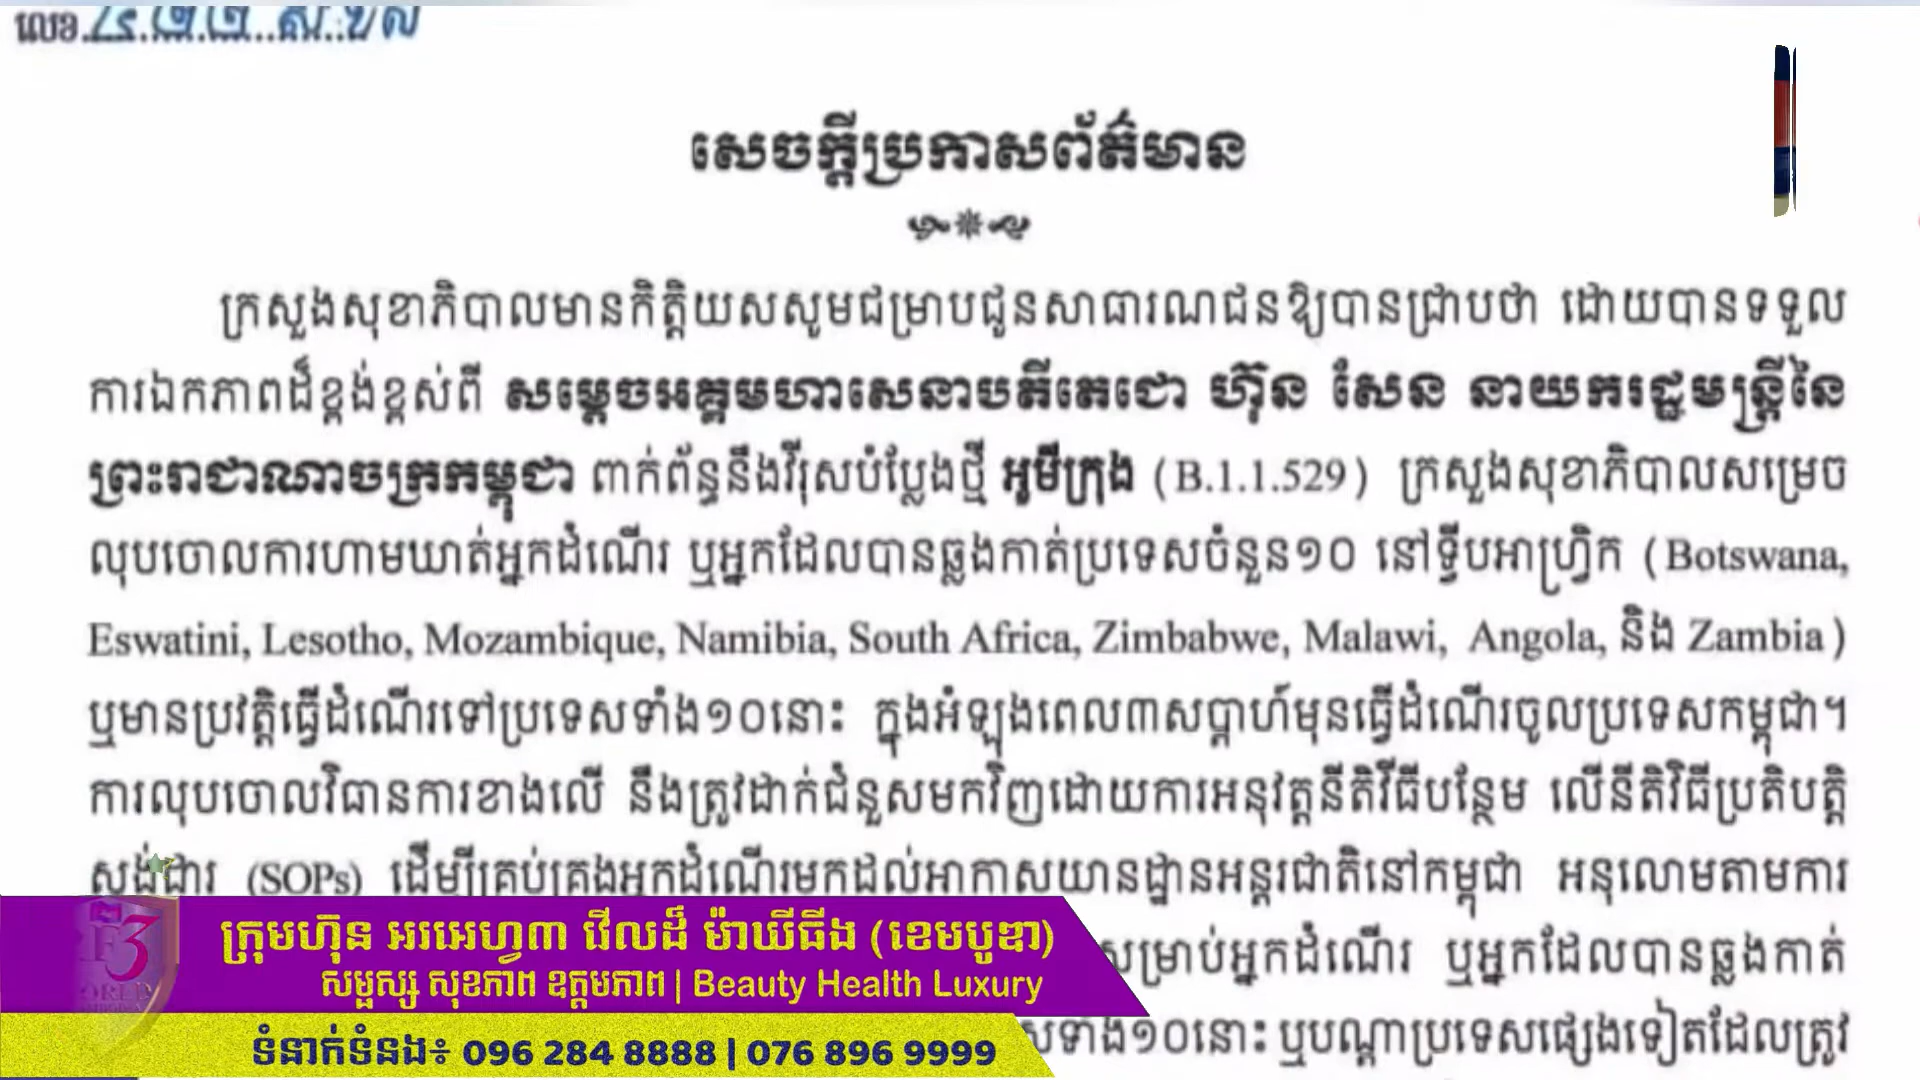 លេខ
សេចក្តីប្រកាសព័ត៌មាន
ក្រសួងសុខាភិបាលមានកិត្តិយសសូមជម្រាបជូនសាធារណជនឱ្យបានជ្រាបថា ដោយបានទទួល
ការឯកភាពដ៏ខ្ពង់ខ្ពស់ពី សម្តេចអគ្គមហាសេនាបតីតេជោ ហ៊ុន សែន នាយករដ្ឋមន្ត្រីនៃ
ព្រះរាជាណាចក្រកម្ពុជា ពាក់ព័ន្ធនឹងវីរុសបំប្លែងថ្មី អូមីក្រុង (B.1.1.529) ក្រសួងសុខាភិបាលសម្រេច
លុបចោលការហាមឃាត់អ្នកដំណើរ ឬអ្នកដែលបានឆ្លងកាត់ប្រទេសចំនួន១០ នៅទ្វីបអាហ្វ្រិក (Botswana,
Eswatini, Lesotho, Mozambique, Namibia, South Africa, Zimbabwe, Malawi, Angola, និង Zambia)
ឬមានប្រវត្តិធ្វើដំណើរទៅប្រទេសទាំង១០នោះ ក្នុងអំឡុងពេល៣សប្តាហ៍មុនធ្វើដំណើរចូលប្រទេសកម្ពុជា។
ការលុបចោលវិធានការខាងលើ នឹងត្រូវដាក់ជំនួសមកវិញដោយការអនុវត្តនីតិវិធីបន្ថែម លើនីតិវិធីប្រតិបត្តិ
ស្តង់ដារ (SOPs) ដើម្បីគ្រប់គ្រងអ្នកដំណើរមកដល់អាកាសយានដ្ឋានអន្តរជាតិនៅកម្ពុជា អនុលោមតាមការ
សម្រាប់អ្នកដំណើរ ឬអ្នកដែលបានឆ្លងកាត់
ទាំង១០នោះ ឬបណ្តាប្រទេសផ្សេងទៀតដែលត្រូវ
ក្រុមហ៊ុន អរអេហ្វ៣ វើលដ៏ ម៉ាឃីធីង (ខេមបូឌា)
សម្ផស្ស សុខភាព ឧត្តមភាព | Beauty Health Luxury
ទំនាក់ទំនង៖ 096 284 8888 | 076 896 9999